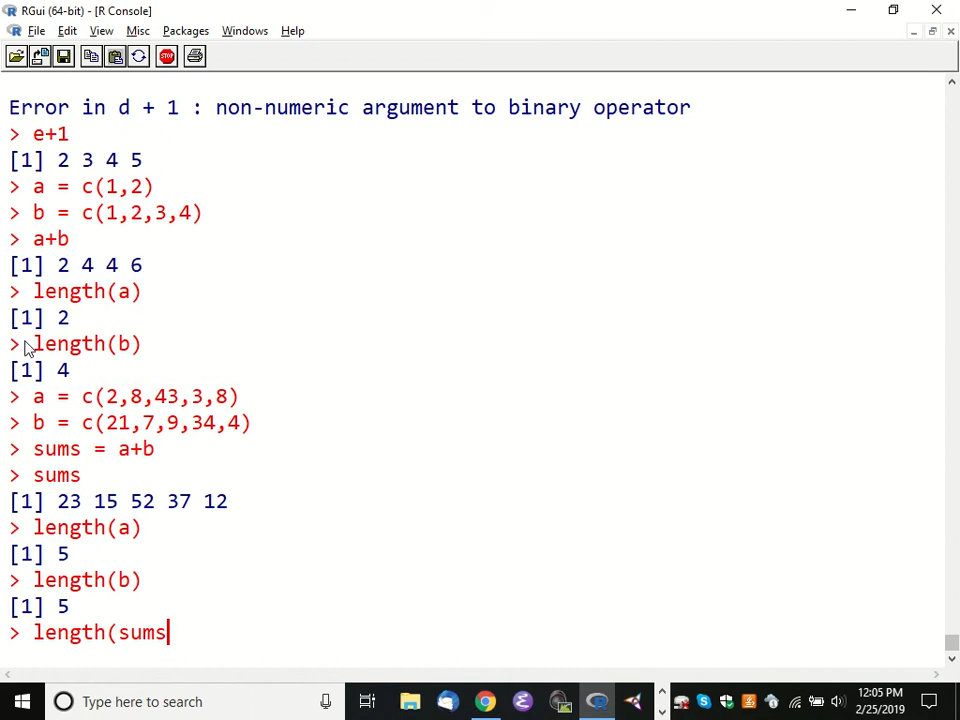 RGui (64-bit) - [R Console]
File Edit View Misc Packages Windows Help
STOP
Error in d + 1 : non-numeric argument to binary operator
> e+1
[1] 2 3 4 5
> a = c(1,2)
> b = c(1,2,3,4)
> a+b
[1] 2 4 4 6
> length(a)
[1] 2
> length(b)
[1] 4
> a = c(2,8,43,3,8)
> b = c(21,7,9,34,4)
> sums = a+b
> sums
[1] 23 15 52 37 12
> length(a)
[1] 5
> length(b)
[1] 5
> length(sums
Type here to search
12:05 PM
2/25/2019